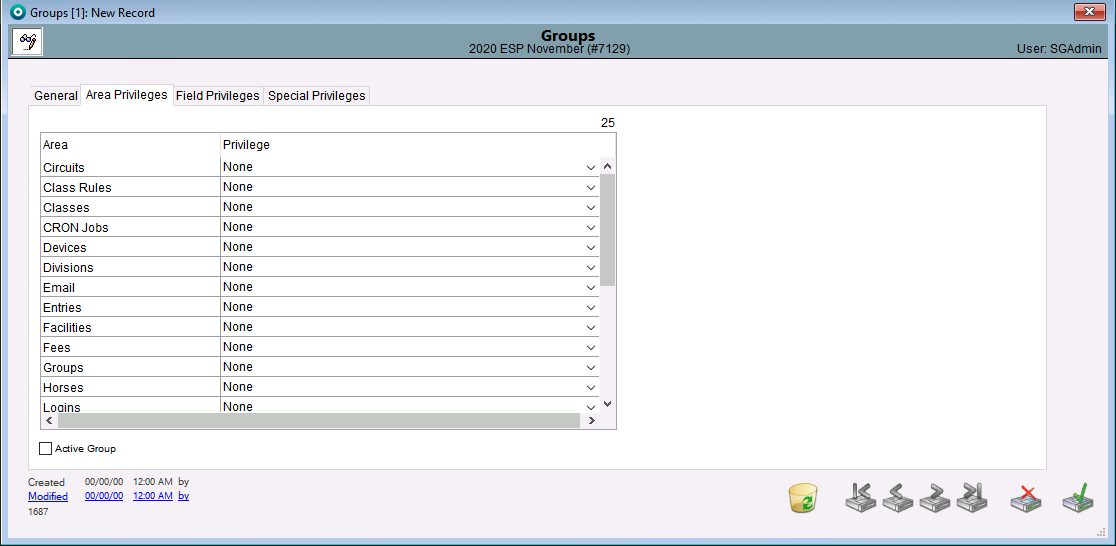 Groups [1]: New Record
Groups
2020 ESP November (#7129)
User: SGAdmin
General Area Privileges Field Privileges Special Privileges
25
Area Privilege
Circuits None
Class Rules None
Classes None
CRON Jobs None
Devices None
Divisions None
Email None
Entries None
Facilities None
Fees None
Groups None
Horses None
Logins None
Active Group
Created 00/00/00 12:00 AM by
Modified 00/00/00 12:00 AM by
1687